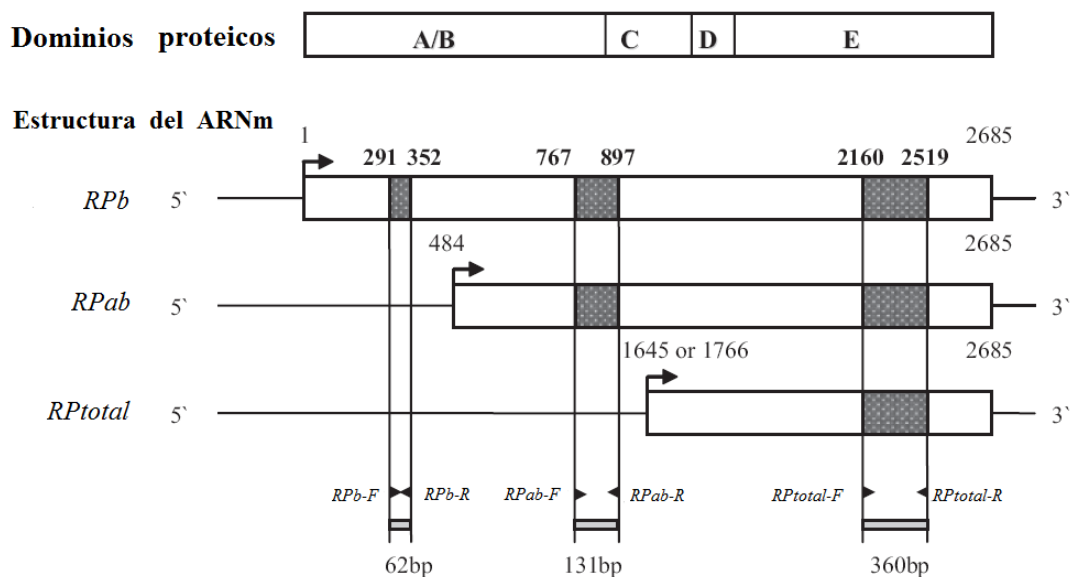 Dominios proteicos
A/B C D E
Estructura del ARNm
1 2685
291 352 767 897 2160 2519
RPb 5` 3`
484 2685
RPab 5` 3`
1645 or 1766 2685
RPtotal 5` 3`
RPb-F RPb-R RPab-F RPab-R RPtotal-F RPtotal-R
62bp 131bp 360bp